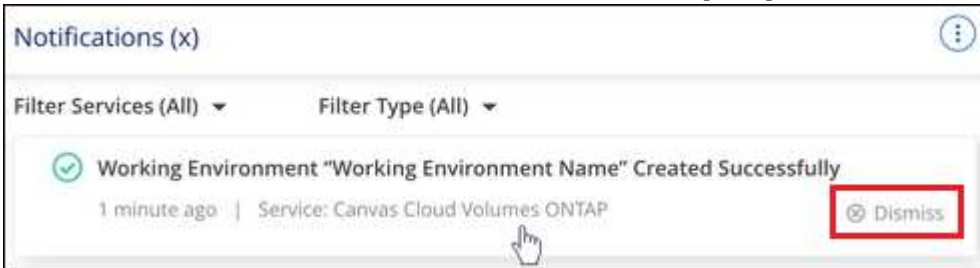 Notifications (x)
Filter Services (All) Filter Type (All)
Working Environment “Working Environment Name” Created Successfully
1 minute ago | Service: Canvas Cloud Volumes ONTAP
Dismiss